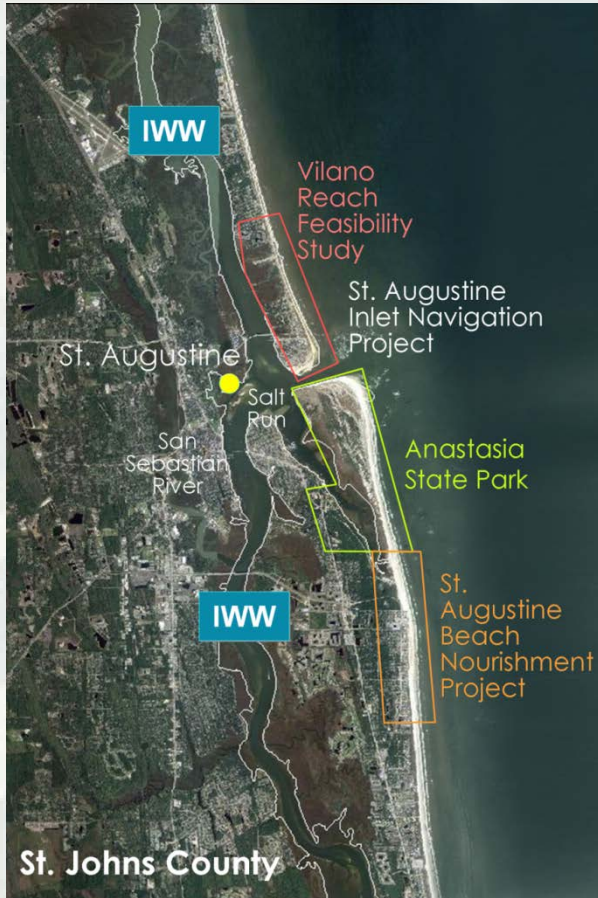 IWW
Vilano
Reach
Feasibility
Study
St. Augustine
Inlet Navigation
Project
St. Augustine
Salt
Run
San
Sebastian
River
Anastasia
State Park
IWW
St.
Augustine
Beach
Nourishment
Project
St. Johns County